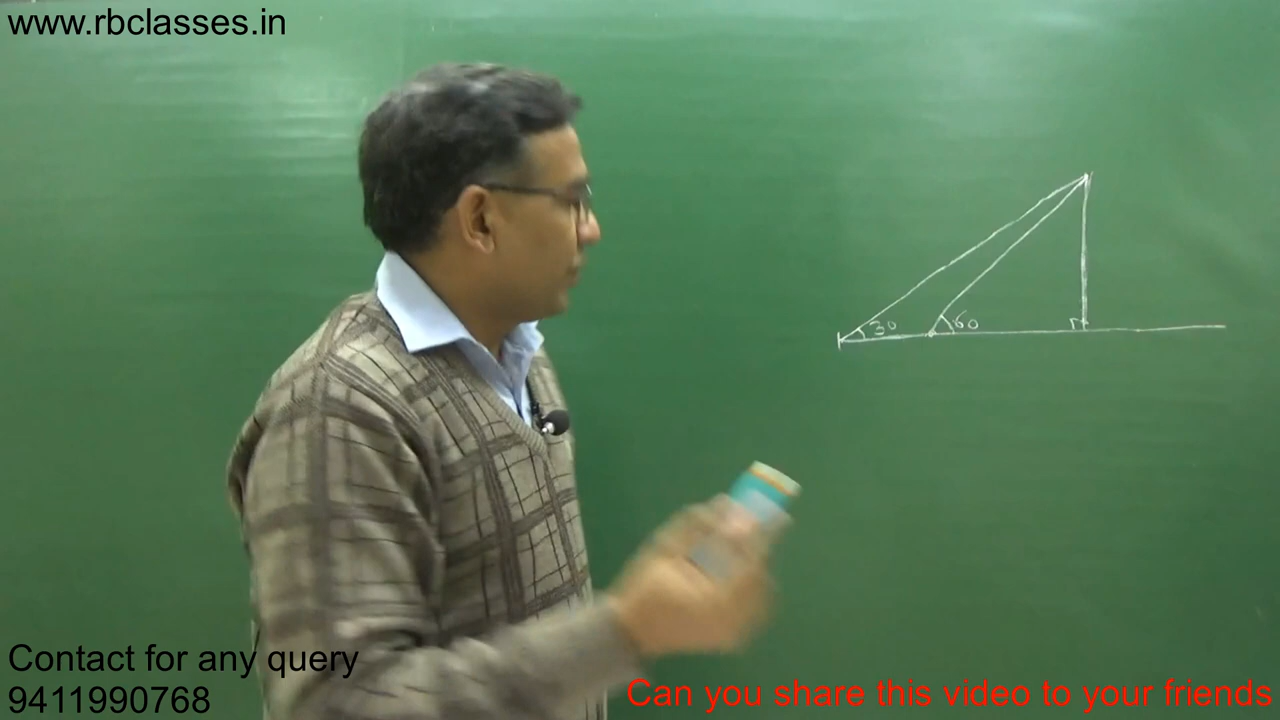 www.rbclasses.in
30
60
Contact for any query
9411990768
Can you share this video to your friends